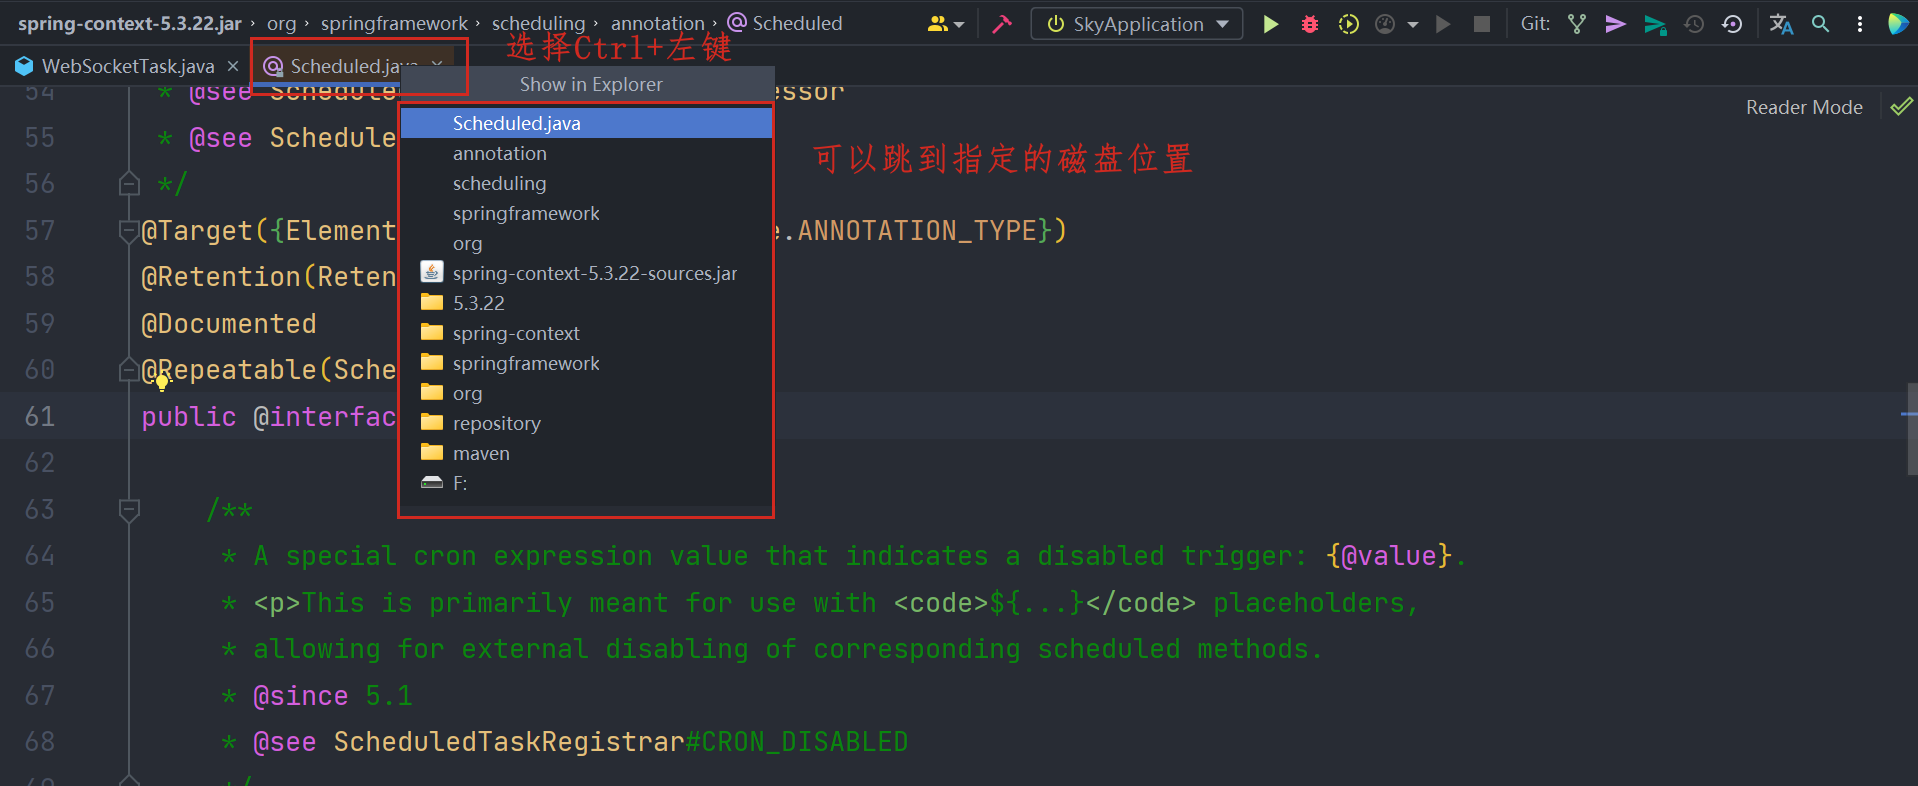 spring-context-5.3.22.jar › org › springframework › scheduling › annotation › @ Scheduled
SkyApplication
Git:
选择Ctrl+左键
WebSocketTask.java ×
Scheduled.java ×
Show in Explorer
Reader Mode
Scheduled.java
annotation
scheduling
springframework
org
spring-context-5.3.22-sources.jar
5.3.22
spring-context
springframework
org
repository
maven
F:
可以跳到指定的磁盘位置
54 * @see Schedule essor
55 * @see Schedule
56 */
57 @Target({Element .ANNOTATION_TYPE})
58 @Retention(Reten
59 @Documented
60 @Repeatable(Sche
61 public @interfac
62
63 /**
64 * A special cron expression value that indicates a disabled trigger: {@value}.
65 * <p>This is primarily meant for use with <code>${...}</code> placeholders,
66 * allowing for external disabling of corresponding scheduled methods.
67 * @since 5.1
68 * @see ScheduledTaskRegistrar#CRON_DISABLED